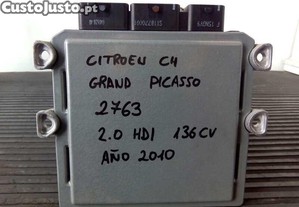 CustoJusto.pt
CITROEN C4
GRAND PICASSO
2763
2.0 HDI 136CV
AÑO 2010